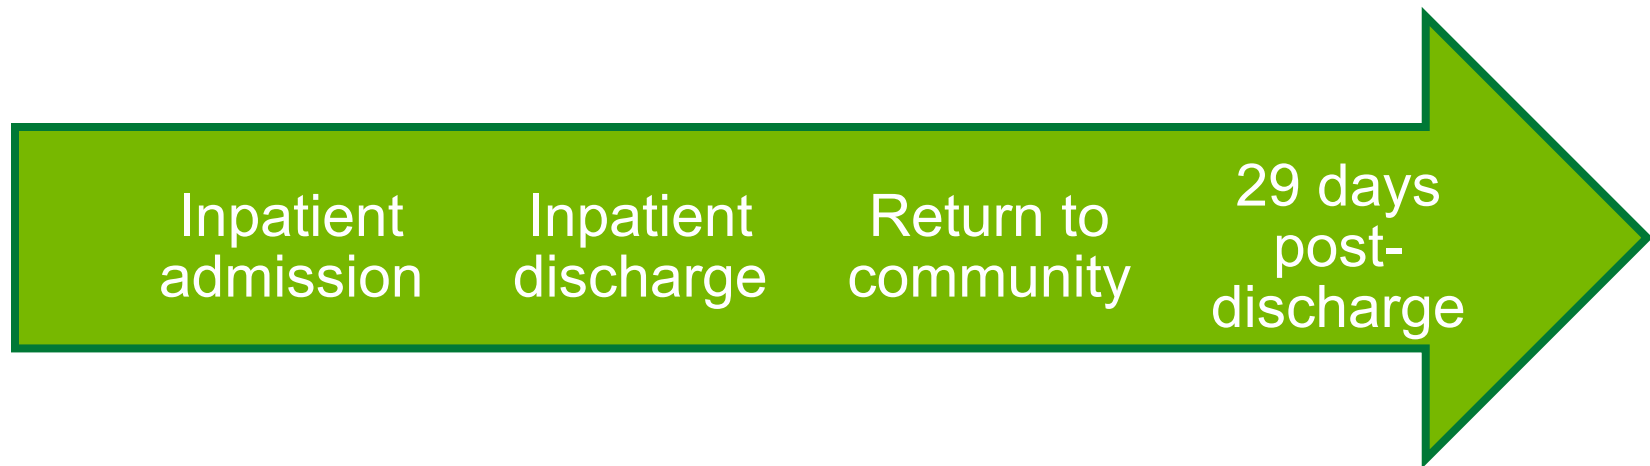 Inpatient
admission
Inpatient
discharge
Return to
community
29 days
post-
discharge